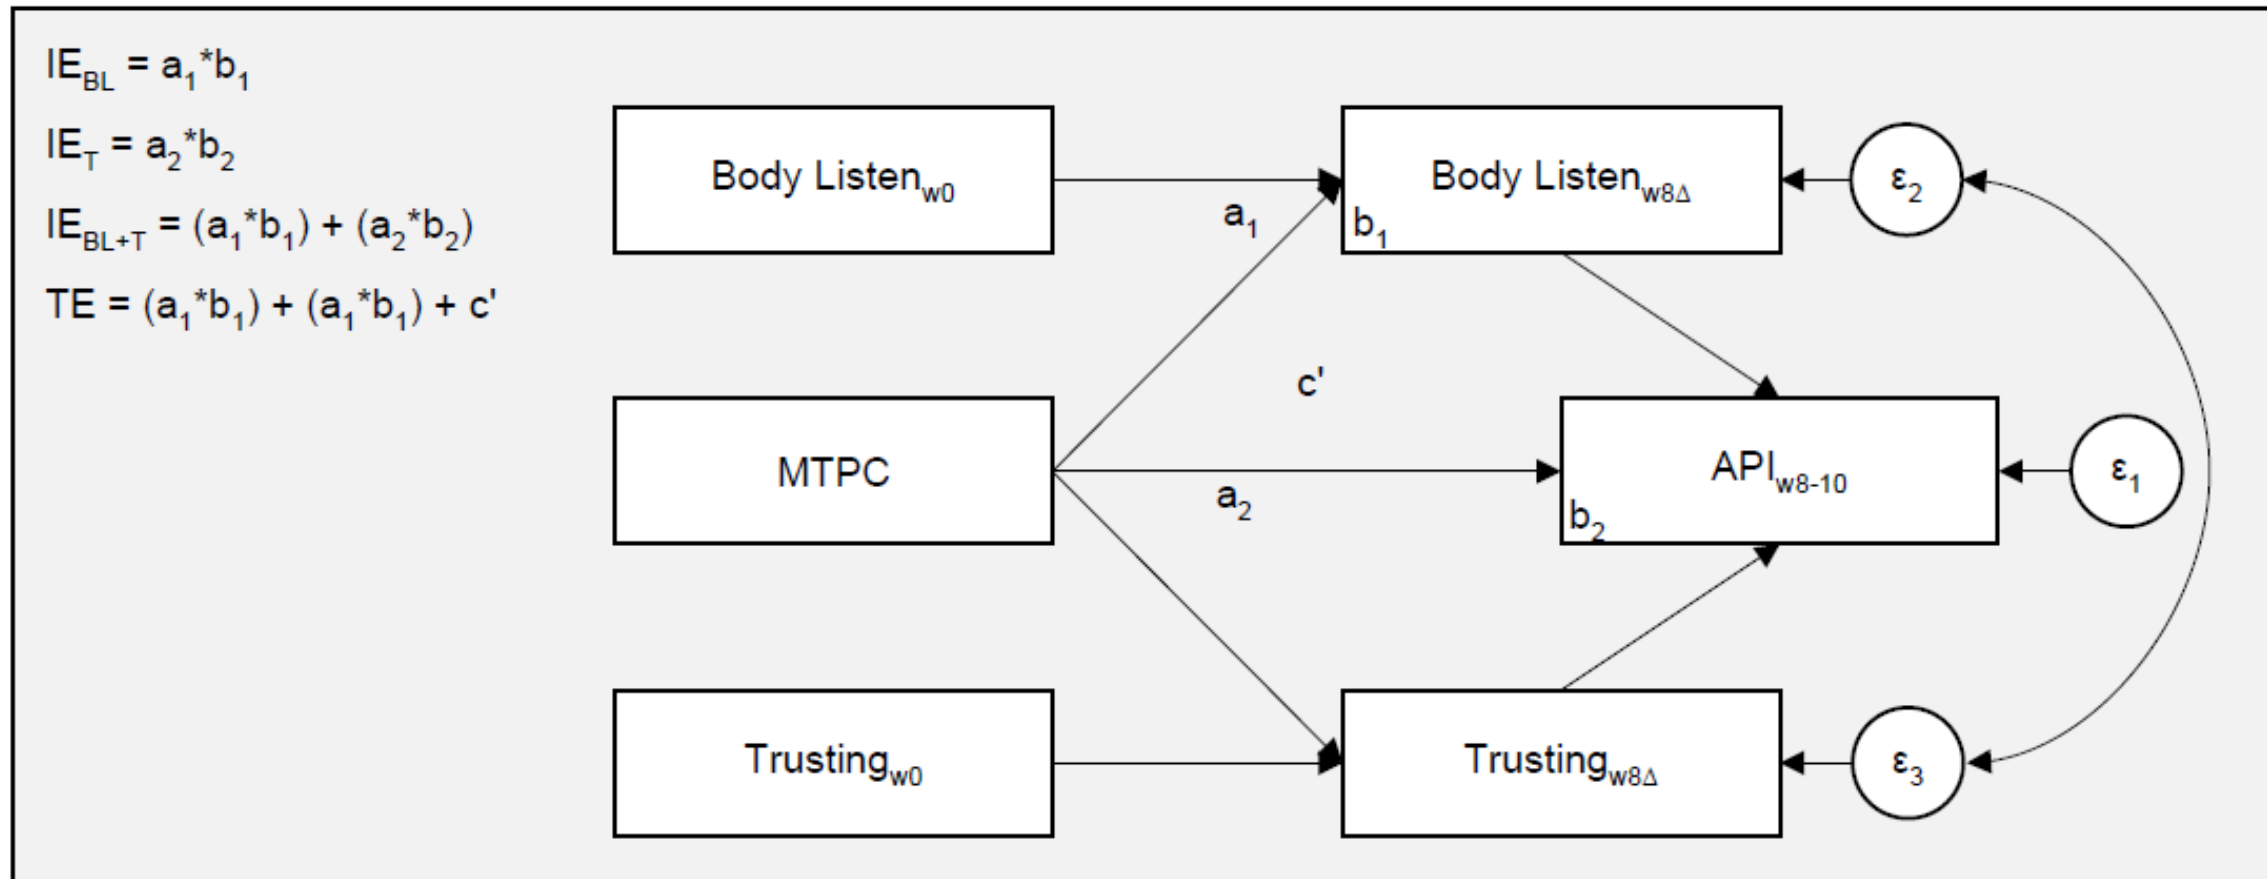 IE_BL = a_1*b_1
IE_T = a_2*b_2
IE_BL+T = (a_1*b_1) + (a_2*b_2)
TE = (a_1*b_1) + (a_1*b_1) + c'
Body Listen_w0
a_1
Body Listen_w8Δ
b_1
ε_2
MTPC
c'
a_2
API_w8-10
b_2
ε_1
Trusting_w0
Trusting_w8Δ
ε_3